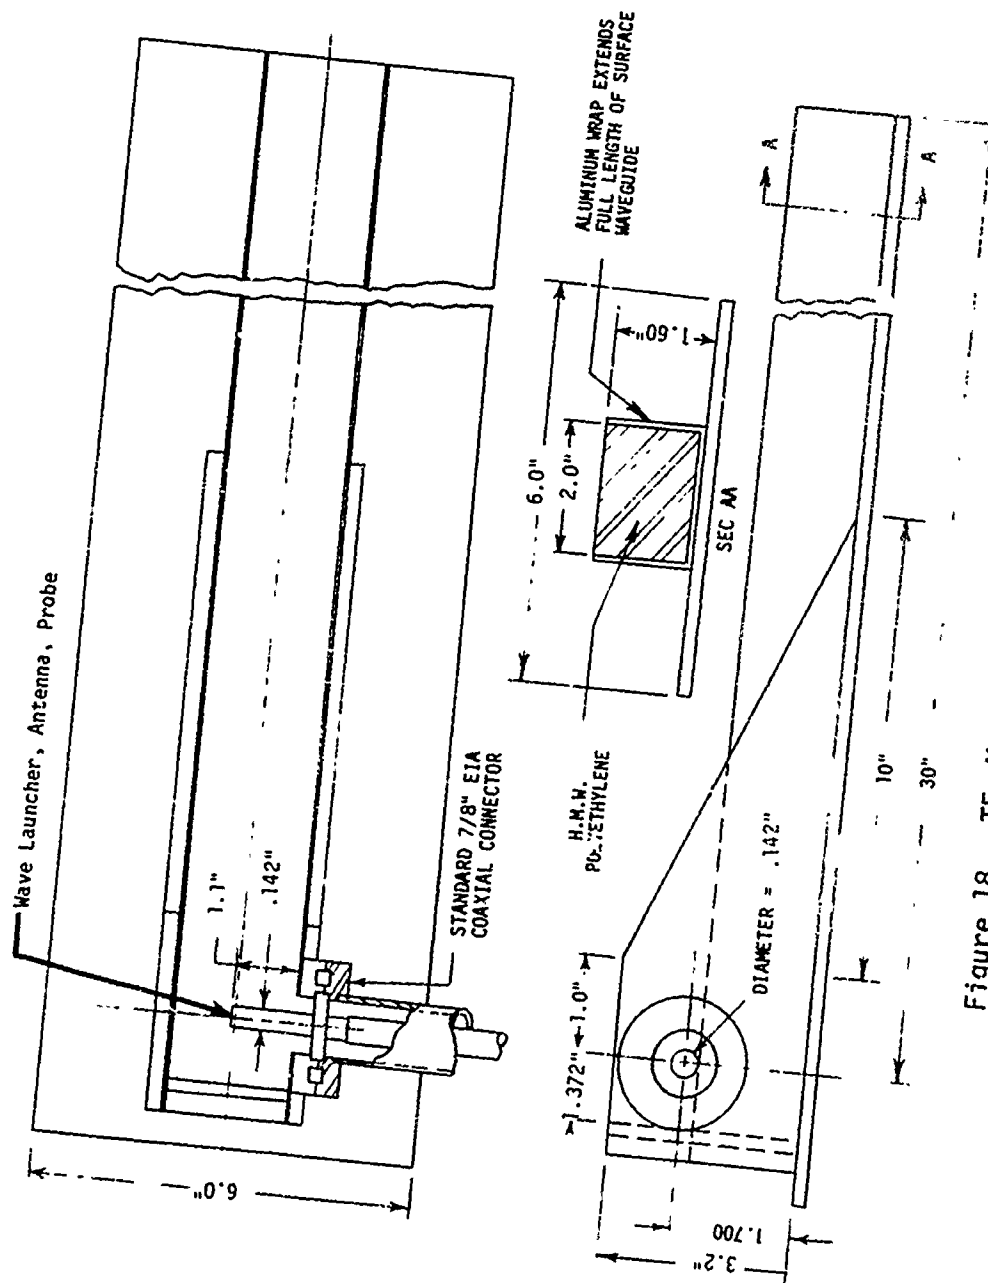 Wave Launcher, Antenna, Probe
6.0"
1.1"
.142"
STANDARD 7/8" EIA
COAXIAL CONNECTOR
ALUMINUM WRAP EXTENDS
FULL LENGTH OF SURFACE
WAVEGUIDE
6.0"
2.0"
1.60"
SEC AA
H.M.W.
A
A
1.372"
1.0"
DIAMETER = .142"
3.2"
1.700
10"
30"
Figure 18